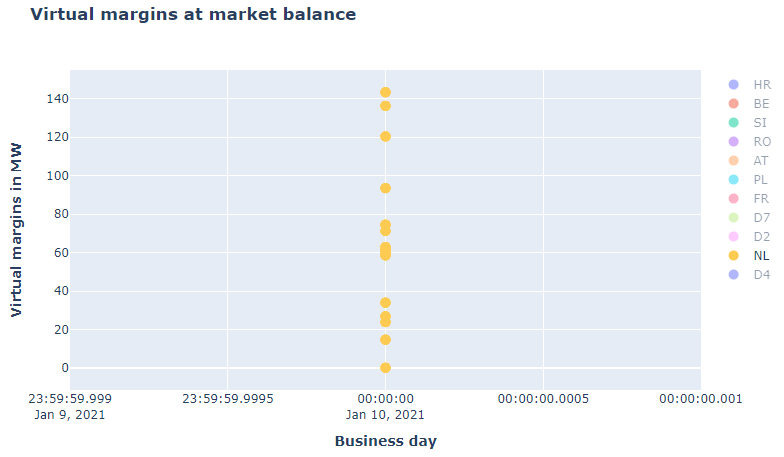 Virtual margins at market balance
140
120
100
80
60
40
20
0
Virtual margins in MW
23:59:59.999
Jan 9, 2021
23:59:59.9995
00:00:00
Jan 10, 2021
00:00:00.0005
00:00:00.001
Business day
HR
BE
SI
RO
AT
PL
FR
D7
D2
NL
D4